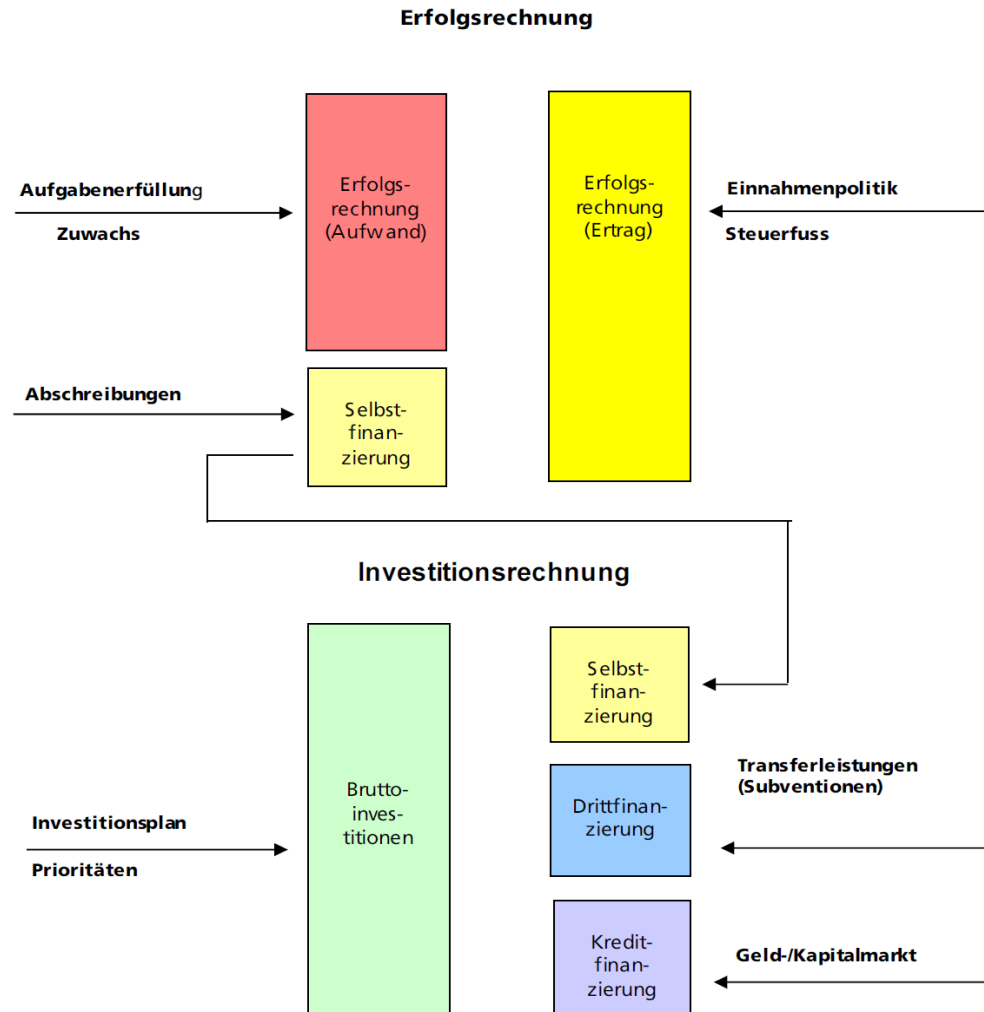 Erfolgsrechnung
Aufgabenerfüllung
Zuwachs
Erfolgs-
rechnung
(Aufwand)
Erfolgs-
rechnung
(Ertrag)
Einnahmenpolitik
Steuerfuss
Abschreibungen
Selbst-
finan-
zierung
Investitionsrechnung
Selbst-
finan-
zierung
Investitionsplan
Prioritäten
Brutto-
inves-
titionen
Drittfinan-
zierung
Transferleistungen
(Subventionen)
Kredit-
finan-
zierung
Geld-/Kapitalmarkt